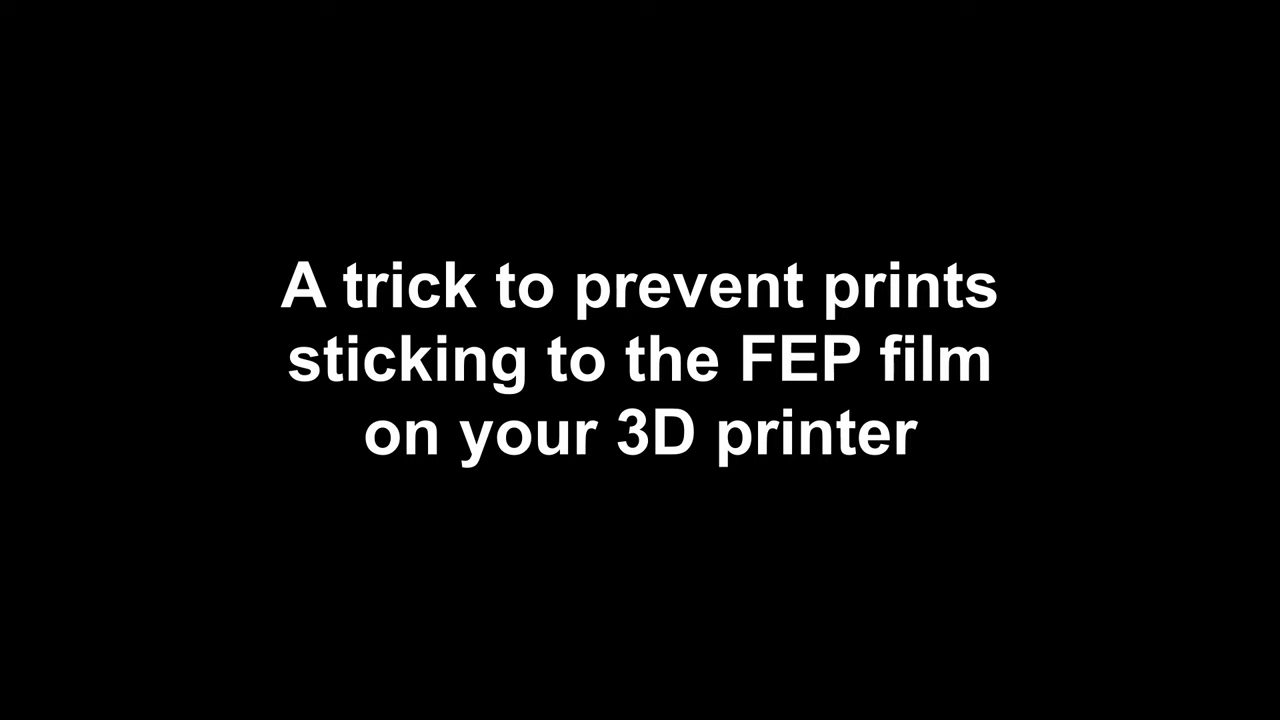 A trick to prevent prints
sticking to the FEP film
on your 3D printer